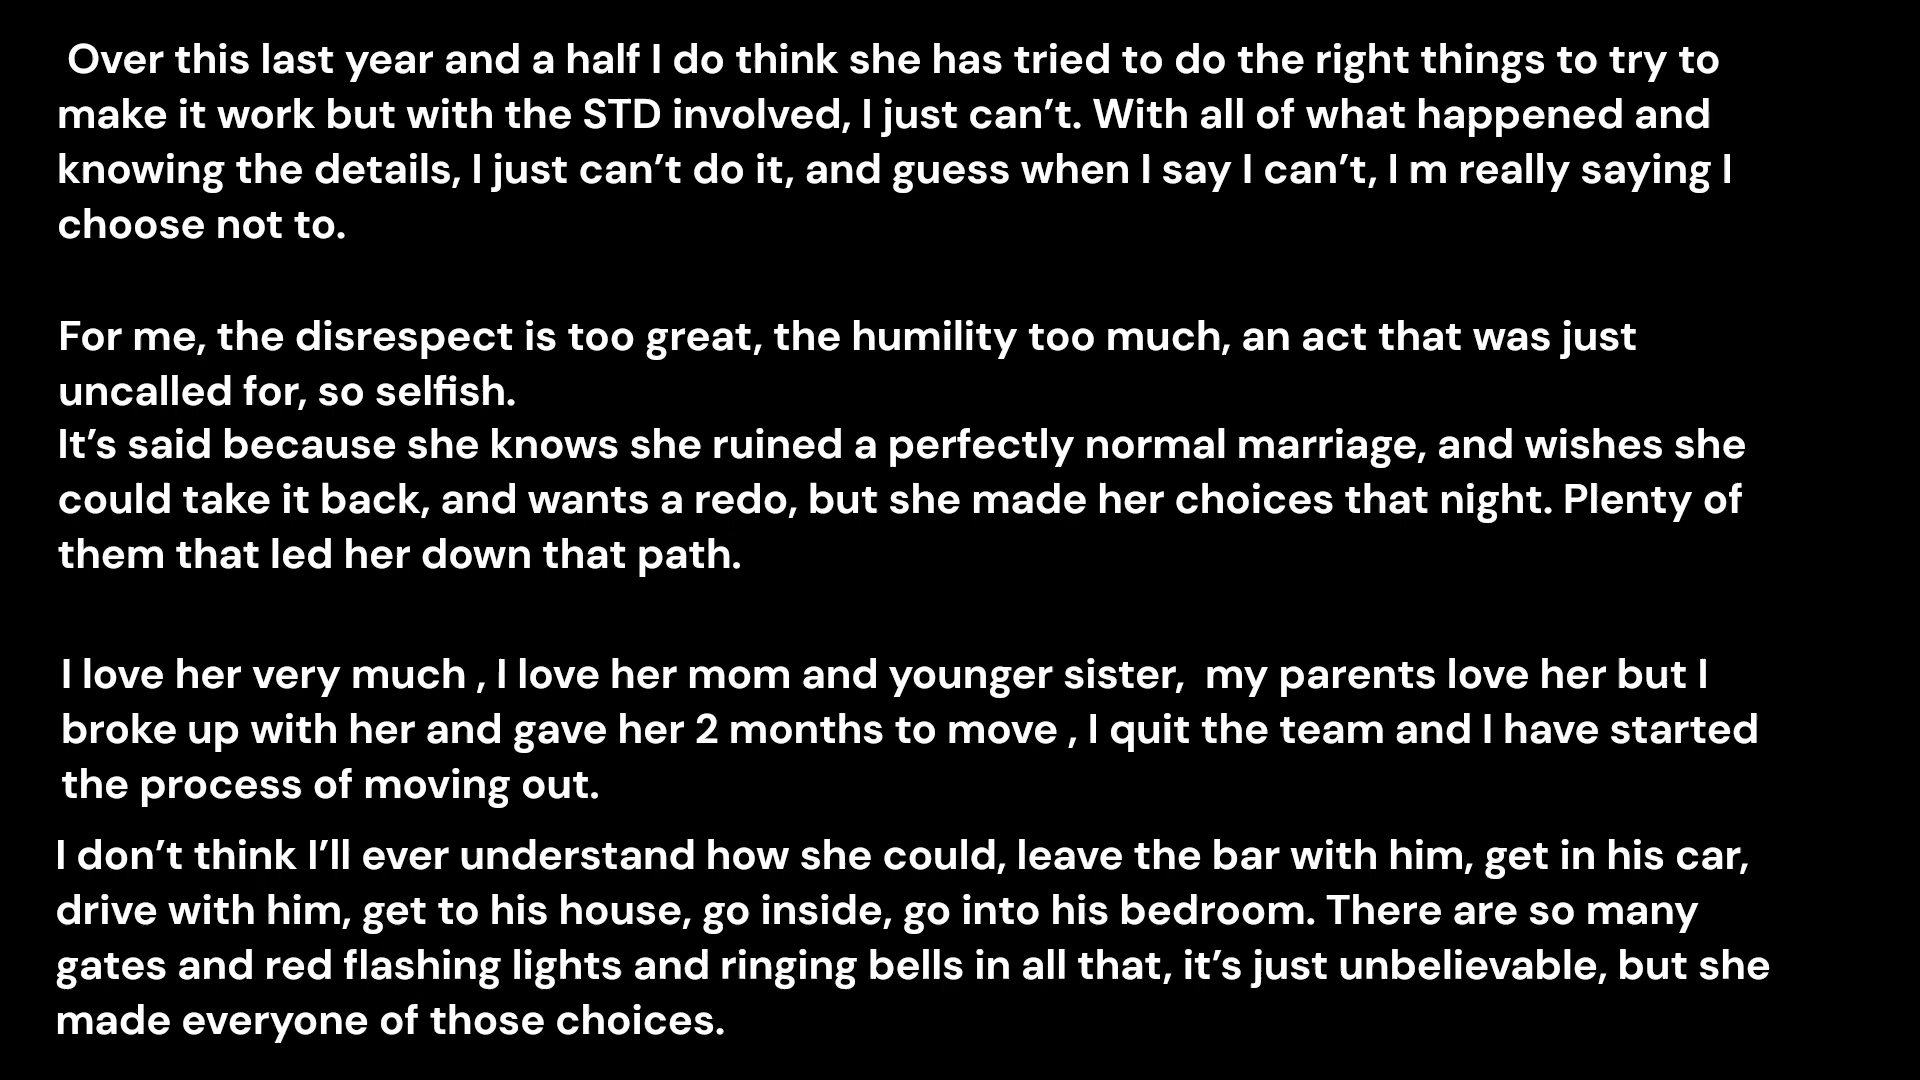 Over this last year and a half I do think she has tried to do the right things to try to
make it work but with the STD involved, I just can’t. With all of what happened and
knowing the details, I just can’t do it, and guess when I say I can’t, I m really saying I
choose not to.
For me, the disrespect is too great, the humility too much, an act that was just
uncalled for, so selfish.
It’s said because she knows she ruined a perfectly normal marriage, and wishes she
could take it back, and wants a redo, but she made her choices that night. Plenty of
them that led her down that path.
I love her very much , I love her mom and younger sister,  my parents love her but I
broke up with her and gave her 2 months to move , I quit the team and I have started
the process of moving out.
I don’t think I’ll ever understand how she could, leave the bar with him, get in his car,
drive with him, get to his house, go inside, go into his bedroom. There are so many
gates and red flashing lights and ringing bells in all that, it’s just unbelievable, but she
made everyone of those choices.